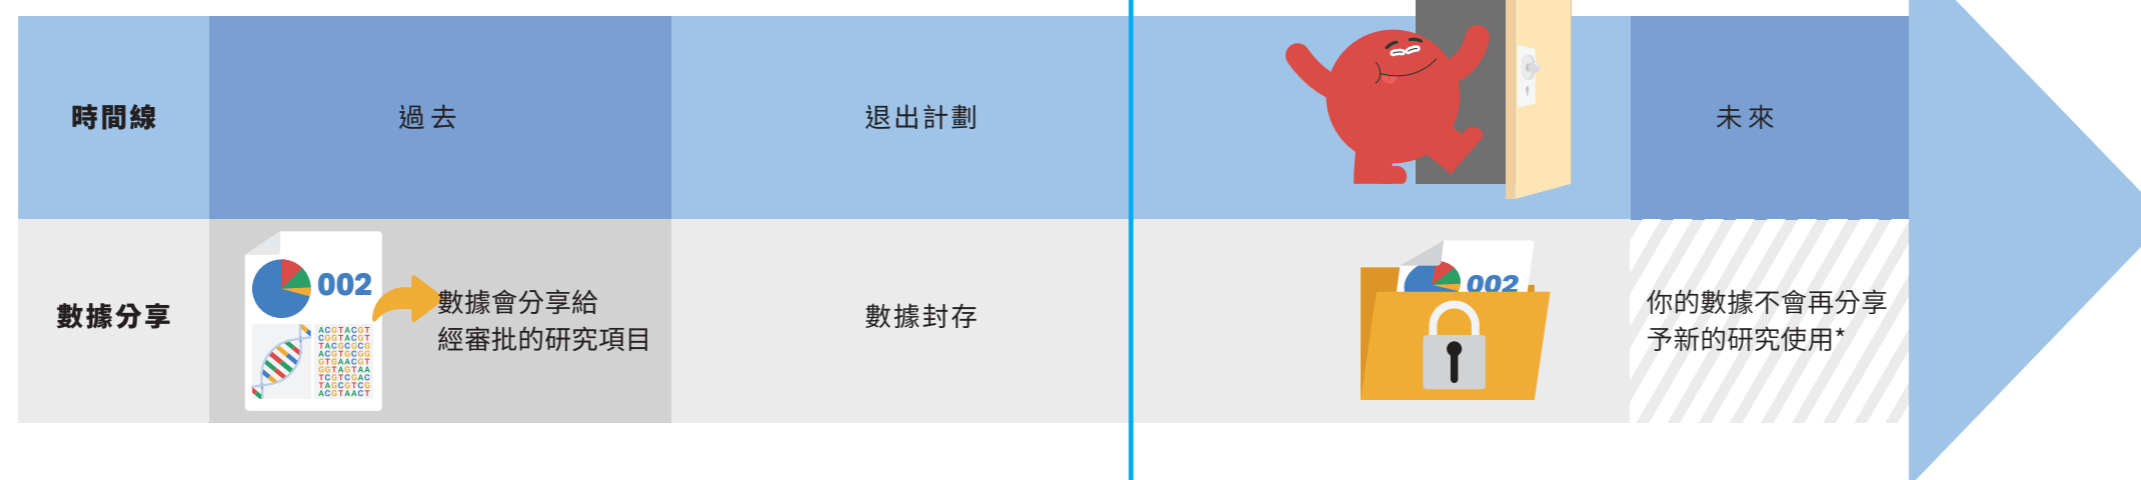 時間線
過去
退出計劃
未來
數據分享
002
ACGTACGT
CGGTACGT
TACGCGCG
ACGTGCGG
GTGAACGT
GGTAGTAA
TCGTCGAC
TAGCGTCG
ACGTAACT
數據會分享給
經審批的研究項目
數據封存
002
你的數據不會再分享
予新的研究使用*